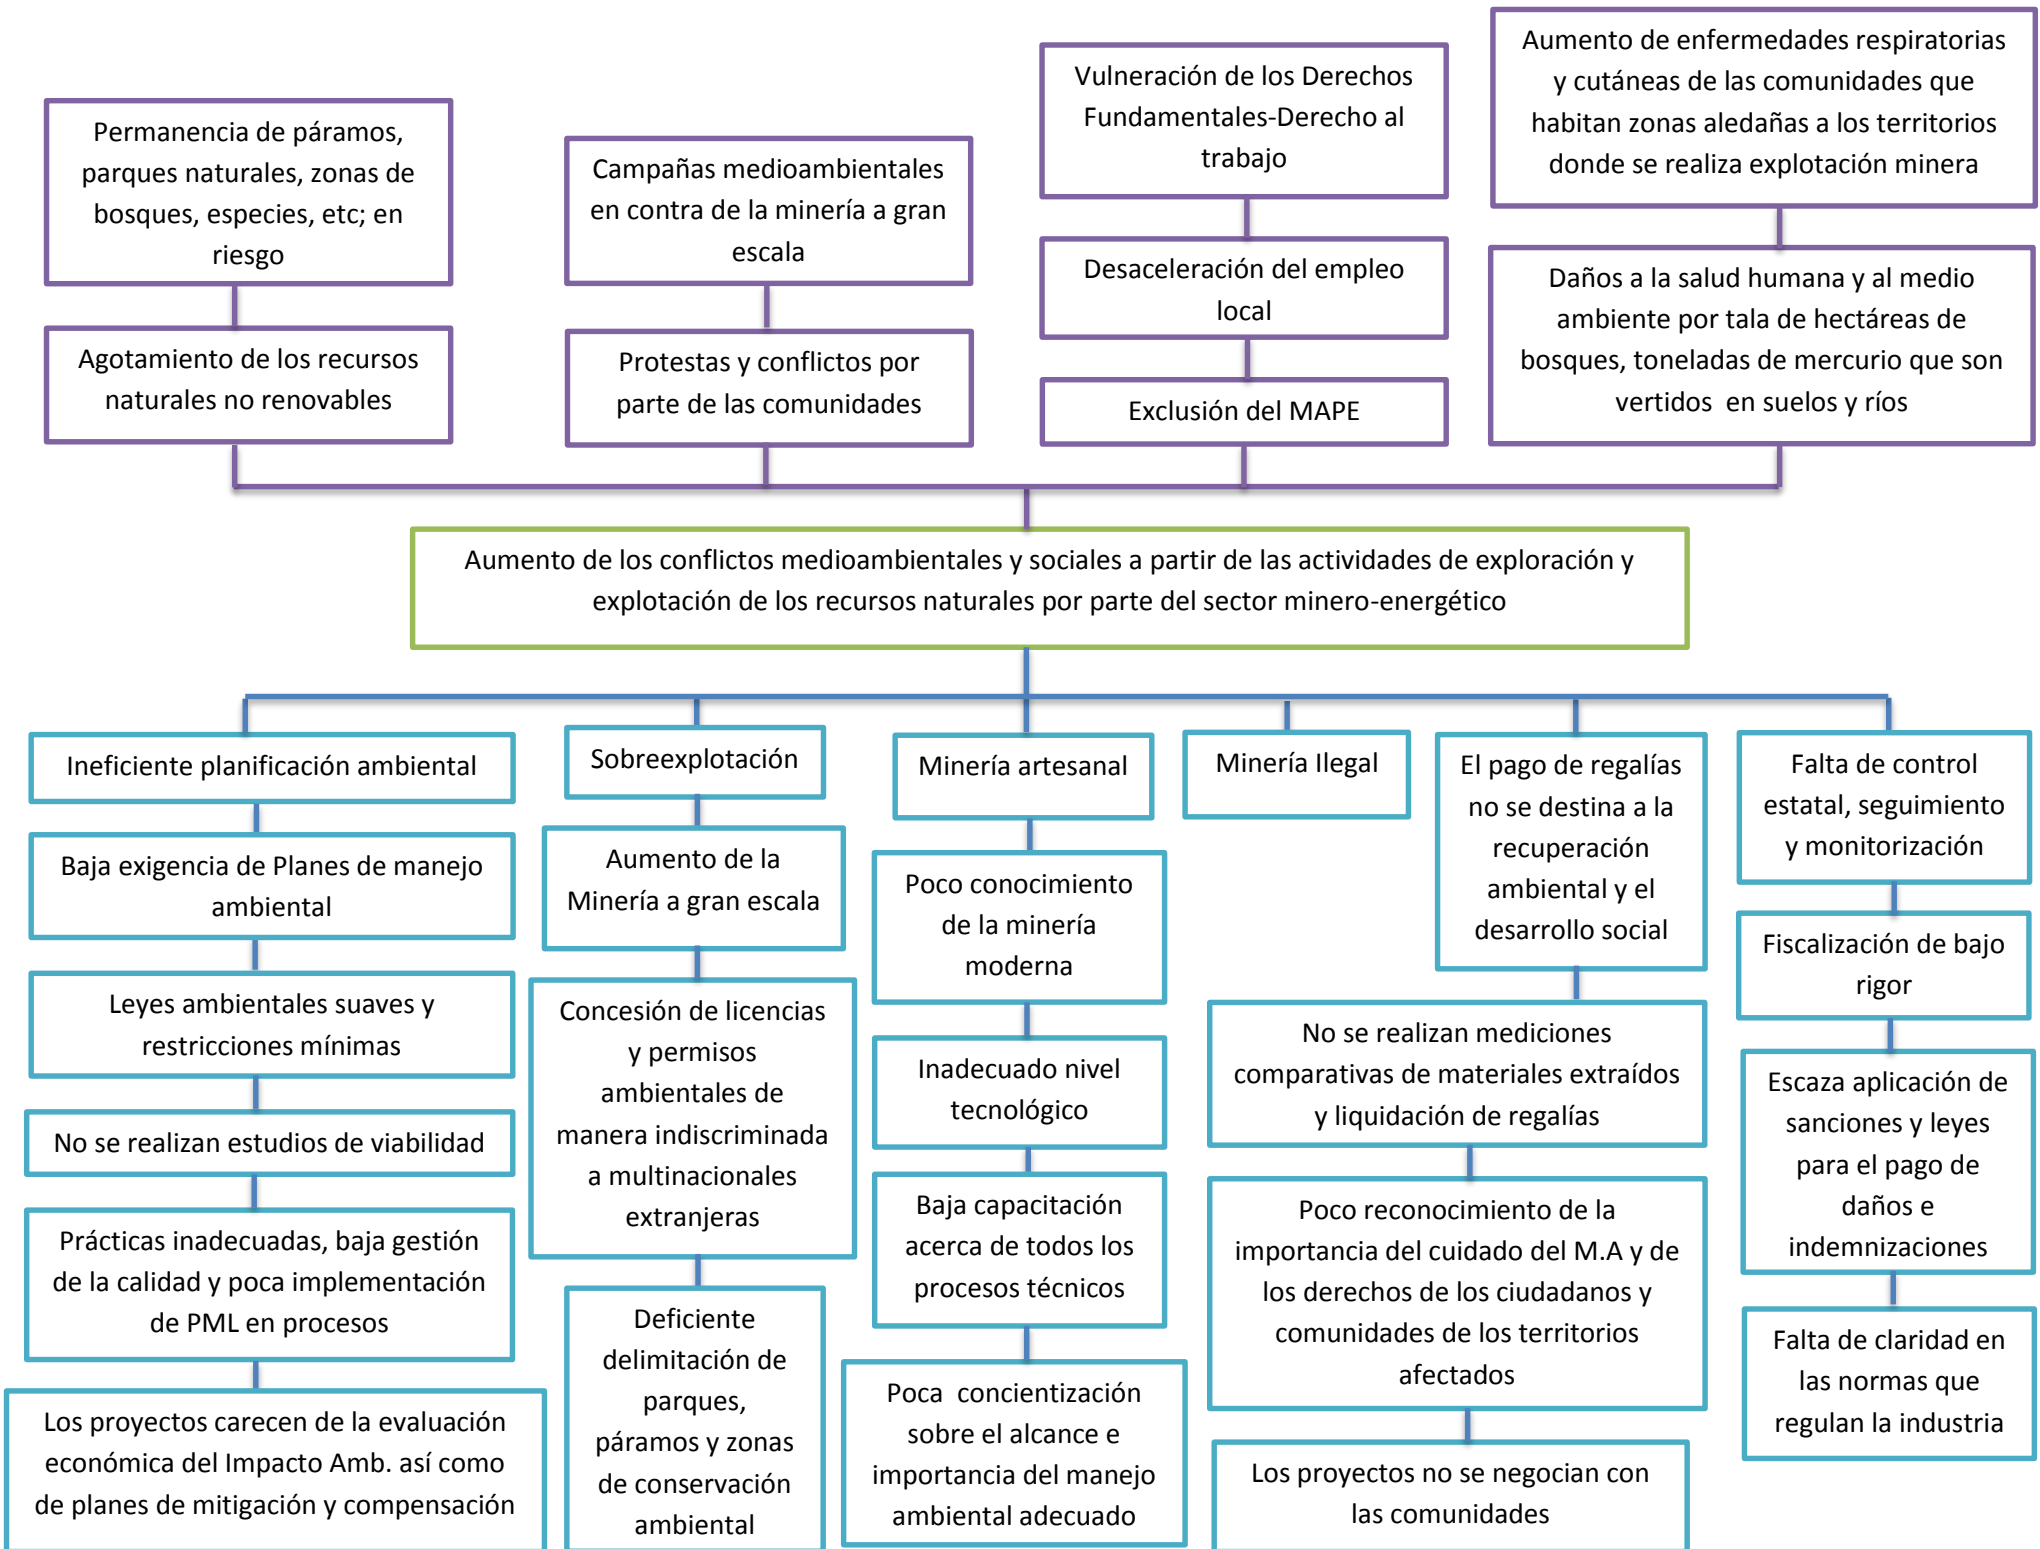 Permanencia de páramos,
parques naturales, zonas de
bosques, especies, etc; en
riesgo
Agotamiento de los recursos
naturales no renovables
Campañas medioambientales
en contra de la minería a gran
escala
Protestas y conflictos por
parte de las comunidades
Vulneración de los Derechos
Fundamentales-Derecho al
trabajo
Desaceleración del empleo
local
Exclusión del MAPE
Aumento de enfermedades respiratorias
y cutáneas de las comunidades que
habitan zonas aledañas a los territorios
donde se realiza explotación minera
Daños a la salud humana y al medio
ambiente por tala de hectáreas de
bosques, toneladas de mercurio que son
vertidos  en suelos y ríos
Aumento de los conflictos medioambientales y sociales a partir de las actividades de exploración y
explotación de los recursos naturales por parte del sector minero-energético
Ineficiente planificación ambiental
Baja exigencia de Planes de manejo
ambiental
Leyes ambientales suaves y
restricciones mínimas
No se realizan estudios de viabilidad
Prácticas inadecuadas, baja gestión
de la calidad y poca implementación
de PML en procesos
Los proyectos carecen de la evaluación
económica del Impacto Amb. así como
de planes de mitigación y compensación
Sobreexplotación
Aumento de la
Minería a gran escala
Concesión de licencias
y permisos
ambientales de
manera indiscriminada
a multinacionales
extranjeras
Deficiente
delimitación de
parques,
páramos y zonas
de conservación
ambiental
Minería artesanal
Poco conocimiento
de la minería
moderna
Inadecuado nivel
tecnológico
Baja capacitación
acerca de todos los
procesos técnicos
Poca  concientización
sobre el alcance e
importancia del manejo
ambiental adecuado
Minería Ilegal
El pago de regalías
no se destina a la
recuperación
ambiental y el
desarrollo social
No se realizan mediciones
comparativas de materiales extraídos
y liquidación de regalías
Poco reconocimiento de la
importancia del cuidado del M.A y de
los derechos de los ciudadanos y
comunidades de los territorios
afectados
Los proyectos no se negocian con
las comunidades
Falta de control
estatal, seguimiento
y monitorización
Fiscalización de bajo
rigor
Escaza aplicación de
sanciones y leyes
para el pago de
daños e
indemnizaciones
Falta de claridad en
las normas que
regulan la industria